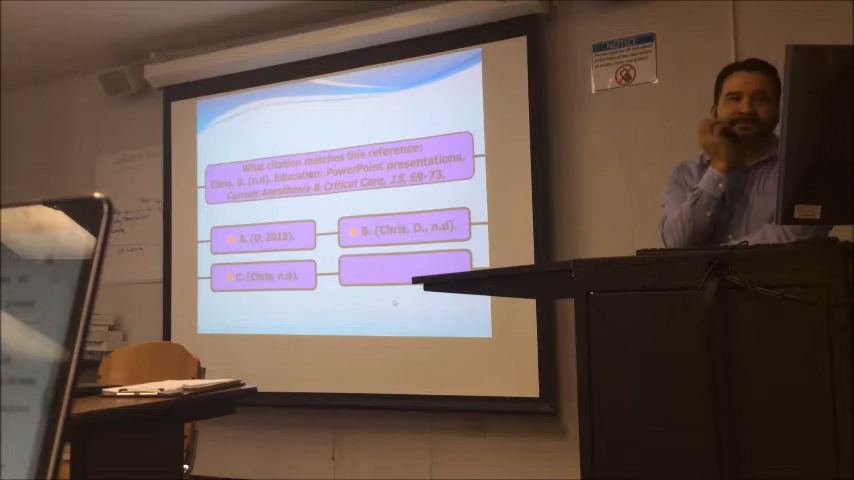 NOTICE
What citation matches this reference:
Chris, D. (n.d). Education: PowerPoint presentations.
Current Anesthesia & Critical Care, 15, 69-73.
A. (D, 2013).
B. (Chris, D., n.d).
C. (Chris, n.d).